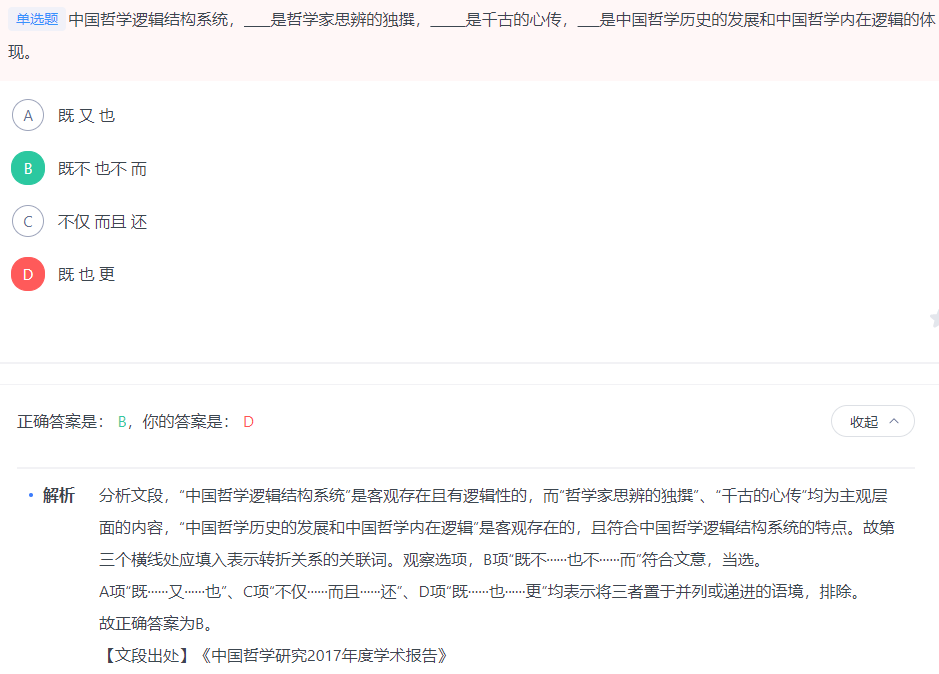 单选题 中国哲学逻辑结构系统，____是哲学家思辨的独撰，_____是千古的心传，___是中国哲学历史的发展和中国哲学内在逻辑的体
现。
A 既 又 也
B 既不 也不 而
C 不仅 而且 还
D 既 也 更
正确答案是： B，你的答案是： D 收起
• 解析 分析文段，“中国哲学逻辑结构系统”是客观存在且有逻辑性的，而“哲学家思辨的独撰”、“千古的心传”均为主观层
面的内容，“中国哲学历史的发展和中国哲学内在逻辑”是客观存在的，且符合中国哲学逻辑结构系统的特点。故第
三个横线处应填入表示转折关系的关联词。观察选项，B项“既不……也不……而”符合文意，当选。
A项“既……又……也”、C项“不仅……而且……还”、D项“既……也……更”均表示将三者置于并列或递进的语境，排除。
故正确答案为B。
【文段出处】《中国哲学研究2017年度学术报告》